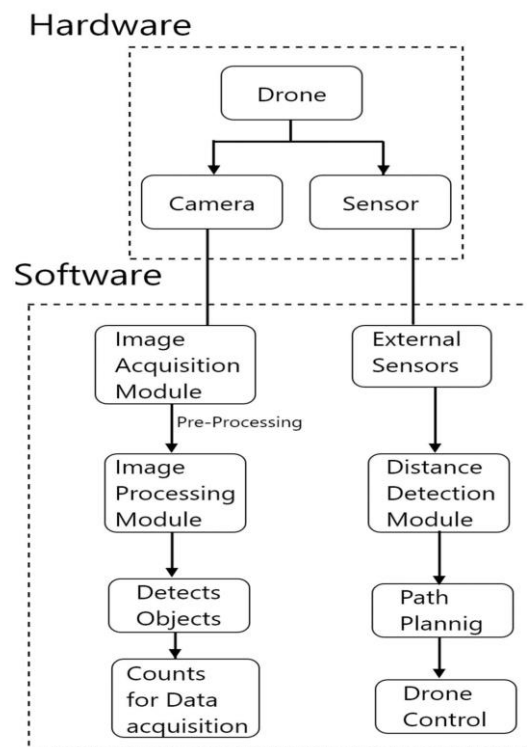 Hardware
Drone
Camera
Sensor
Software
Image
Acquisition
Module
External
Sensors
Pre-Processing
Image
Processing
Module
Distance
Detection
Module
Detects
Objects
Path
Plannig
Counts
for Data
acquisition
Drone
Control